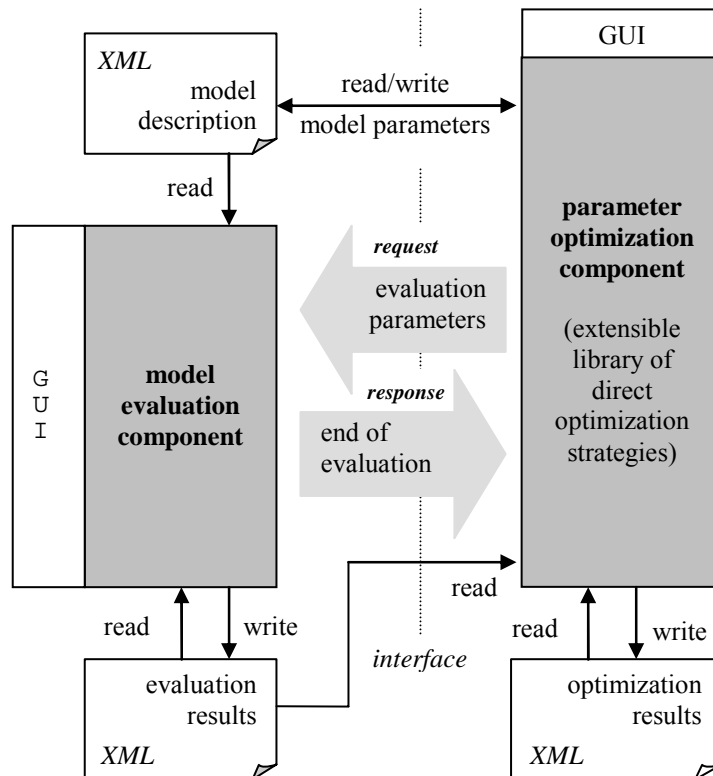 XML
model
description
read/write
model parameters
GUI
read
parameter
optimization
component
(extensible
library of
direct
optimization
strategies)
request
evaluation
parameters
G
U
I
model
evaluation
component
response
end of
evaluation
read
read
write
interface
read
write
evaluation
results
XML
optimization
results
XML